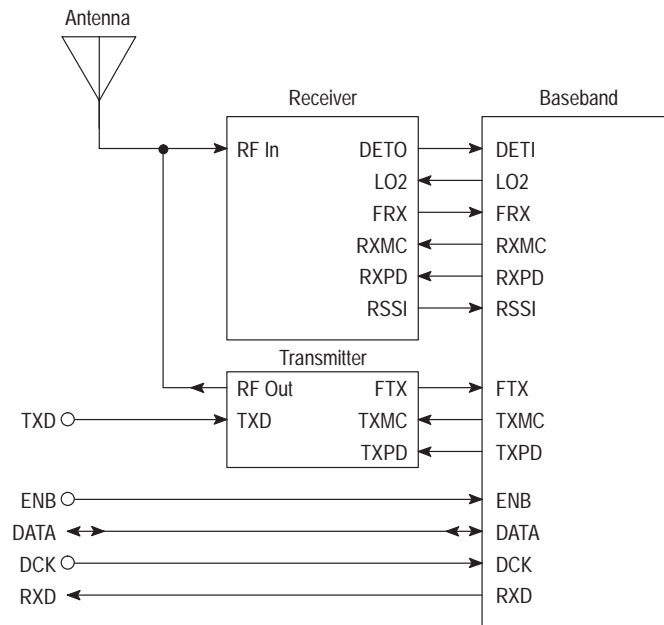 Antenna
Receiver Baseband
RF In DETO DETI
LO2 LO2
FRX FRX
RXMC RXMC
RXPD RXPD
RSSI RSSI
Transmitter
RF Out FTX FTX
TXD TXD TXMC TXMC
TXPD TXPD
ENB ENB
DATA DATA
DCK DCK
RXD RXD